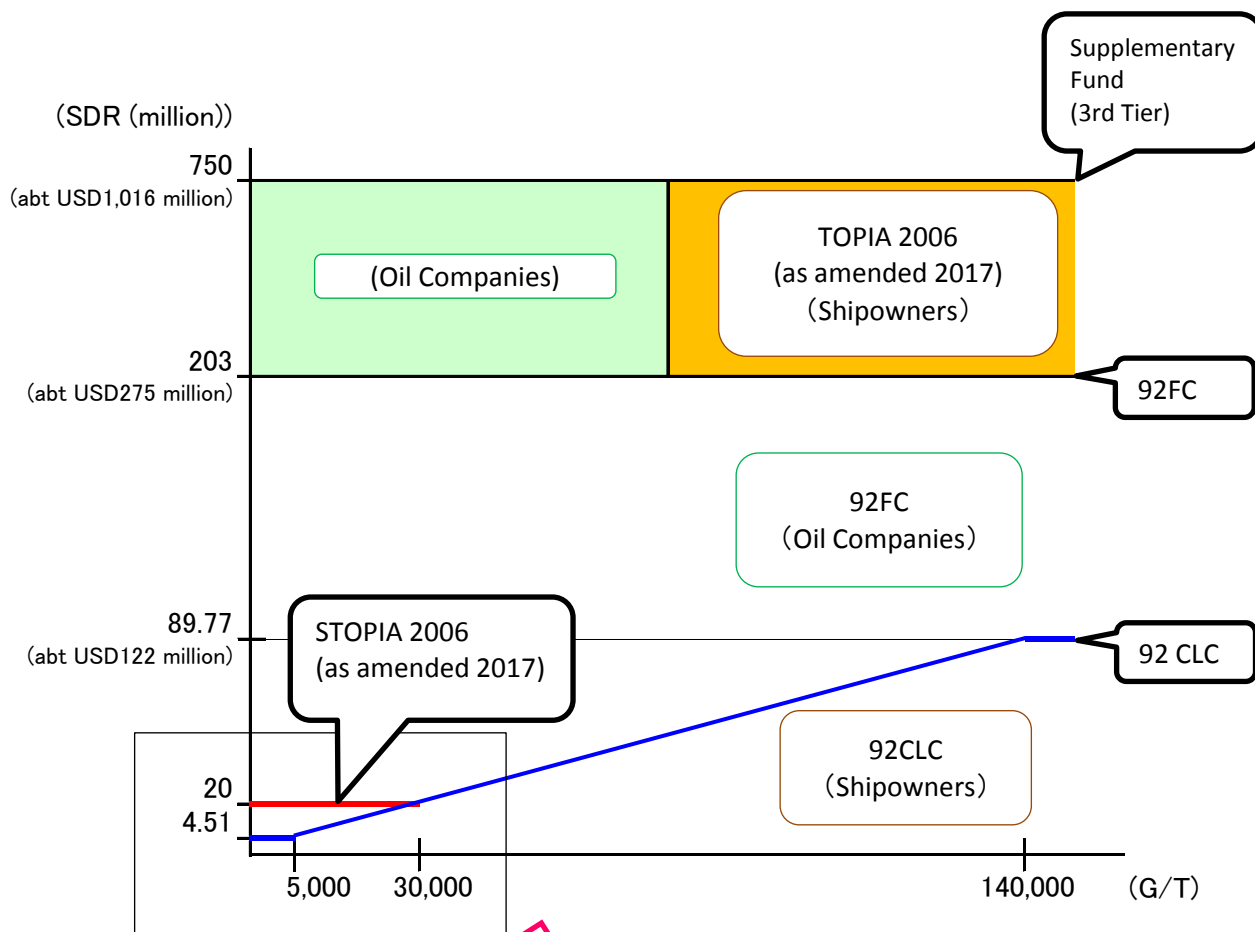 Supplementary
Fund
(3rd Tier)
(SDR (million))
750
(abt USD1,016 million)
(Oil Companies)
TOPIA 2006
(as amended 2017)
（Shipowners）
203
(abt USD275 million)
92FC
92FC
（Oil Companies）
89.77
(abt USD122 million)
STOPIA 2006
(as amended 2017)
92 CLC
92CLC
（Shipowners）
20
4.51
5,000
30,000
140,000
(G/T)